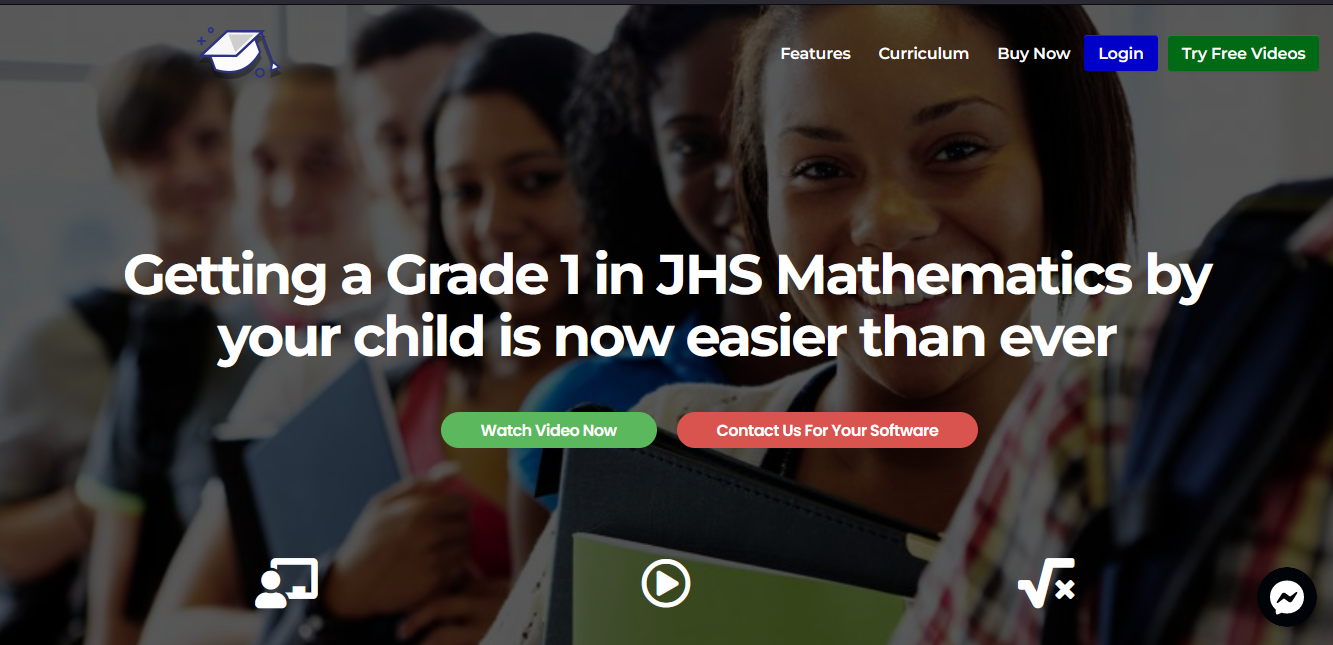 Features Curriculum Buy Now Login Try Free Videos
Getting a Grade 1 in JHS Mathematics by
your child is now easier than ever
Watch Video Now Contact Us For Your Software